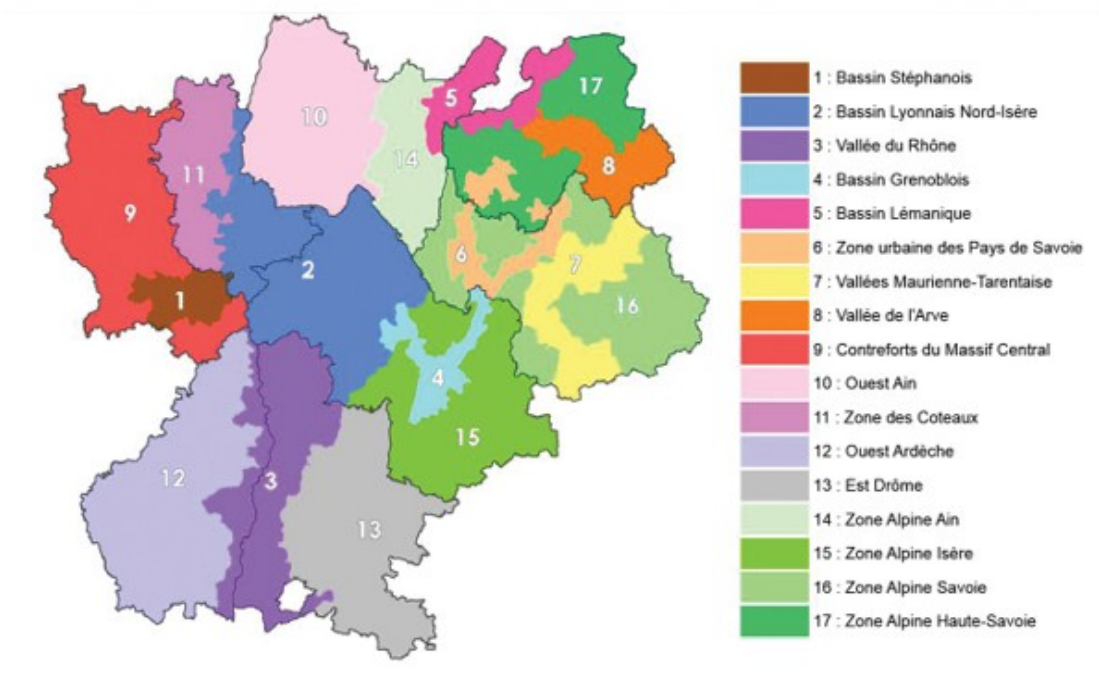 10
5
17
14
8
11
9
6
7
2
1
16
4
15
12
3
13
1 : Bassin Stéphanois
2 : Bassin Lyonnais Nord-Isère
3 : Vallée du Rhône
4 : Bassin Grenoblois
5 : Bassin Lémanique
6 : Zone urbaine des Pays de Savoie
7 : Vallées Maurienne-Tarentaise
8 : Vallée de l'Arve
9 : Contreforts du Massif Central
10 : Ouest Ain
11 : Zone des Coteaux
12 : Ouest Ardèche
13 : Est Drôme
14 : Zone Alpine Ain
15 : Zone Alpine Isère
16 : Zone Alpine Savoie
17 : Zone Alpine Haute-Savoie